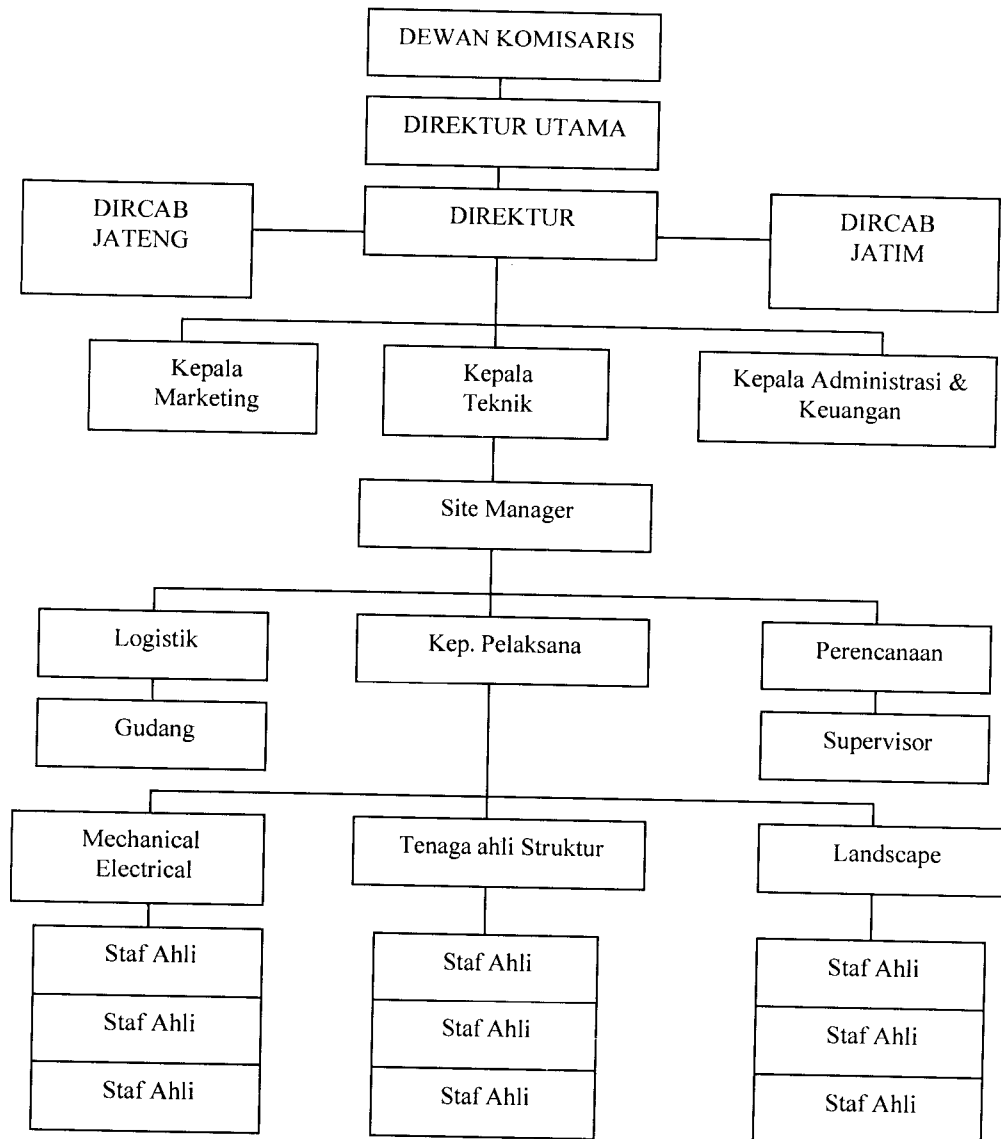 DEWAN KOMISARIS
DIREKTUR UTAMA
DIRCAB
JATENG
DIREKTUR
DIRCAB
JATIM
Kepala
Marketing
Kepala
Teknik
Kepala Administrasi &
Keuangan
Site Manager
Logistik
Kep. Pelaksana
Perencanaan
Gudang
Supervisor
Mechanical
Electrical
Tenaga ahli Struktur
Landscape
Staf Ahli
Staf Ahli
Staf Ahli
Staf Ahli
Staf Ahli
Staf Ahli
Staf Ahli
Staf Ahli
Staf Ahli